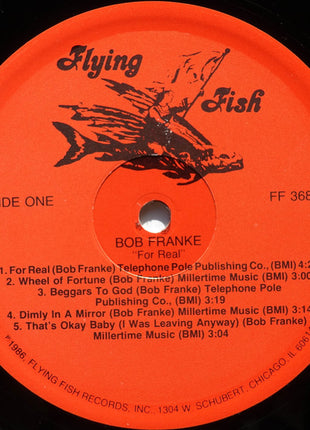 Flying
Fish
IDE ONE
FF 368
BOB FRANKE
"For Real"
1. For Real (Bob Franke) Telephone Pole Publishing Co., (BMI) 4:2
2. Wheel of Fortune (Bob Franke) Millertime Music (BMI) 3:00
3. Beggars To God (Bob Franke) Telephone Pole
Publishing Co., (BMI) 3:19
4. Dimly In A Mirror (Bob Franke) Millertime Music (BMI) 3:14
5. That's Okay Baby (I Was Leaving Anyway) (Bob Franke)
Millertime Music (BMI) 3:04
℗1986, FLYING FISH RECORDS, INC. 1304 W. SCHUBERT, CHICAGO, IL 6061